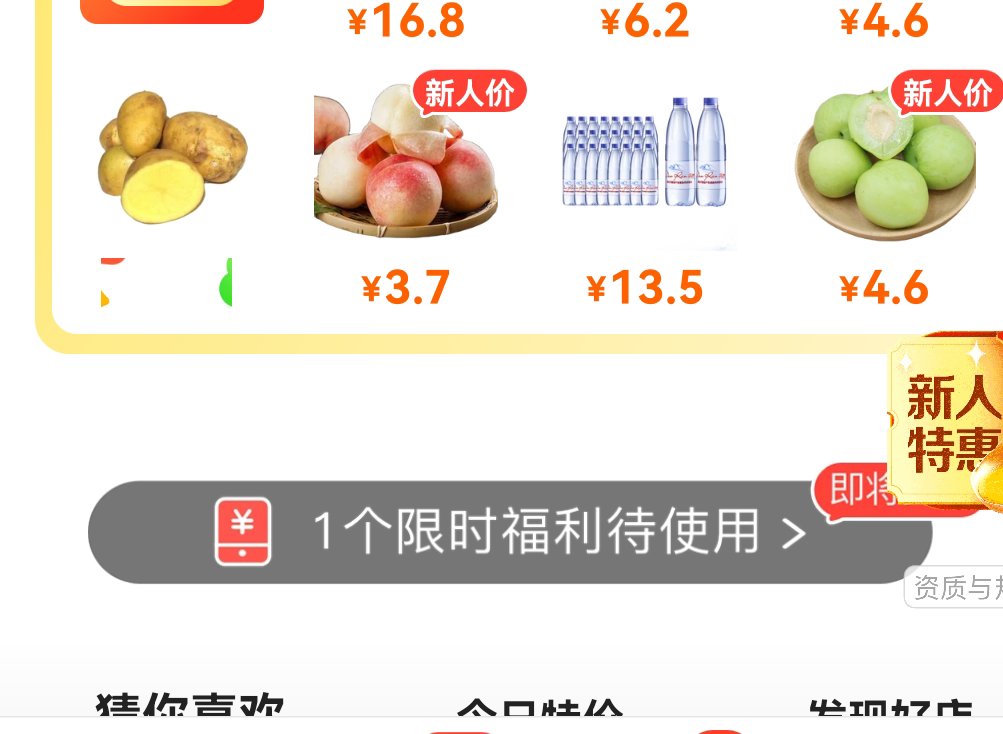 ¥16.8
¥6.2
¥4.6
新人价
新人价
¥3.7
¥13.5
¥4.6
新人
特惠
即将
1个限时福利待使用 >
资质与
猜你喜欢
今日特价
发现好店